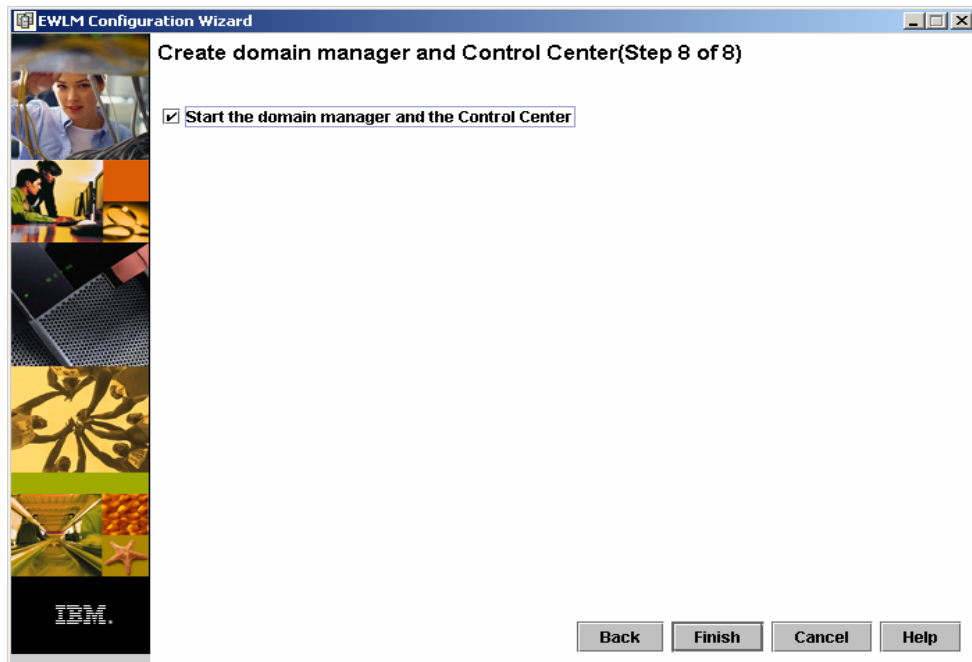 EWLM Configuration Wizard
Create domain manager and Control Center(Step 8 of 8)
Start the domain manager and the Control Center
IBM.
Back Finish Cancel Help